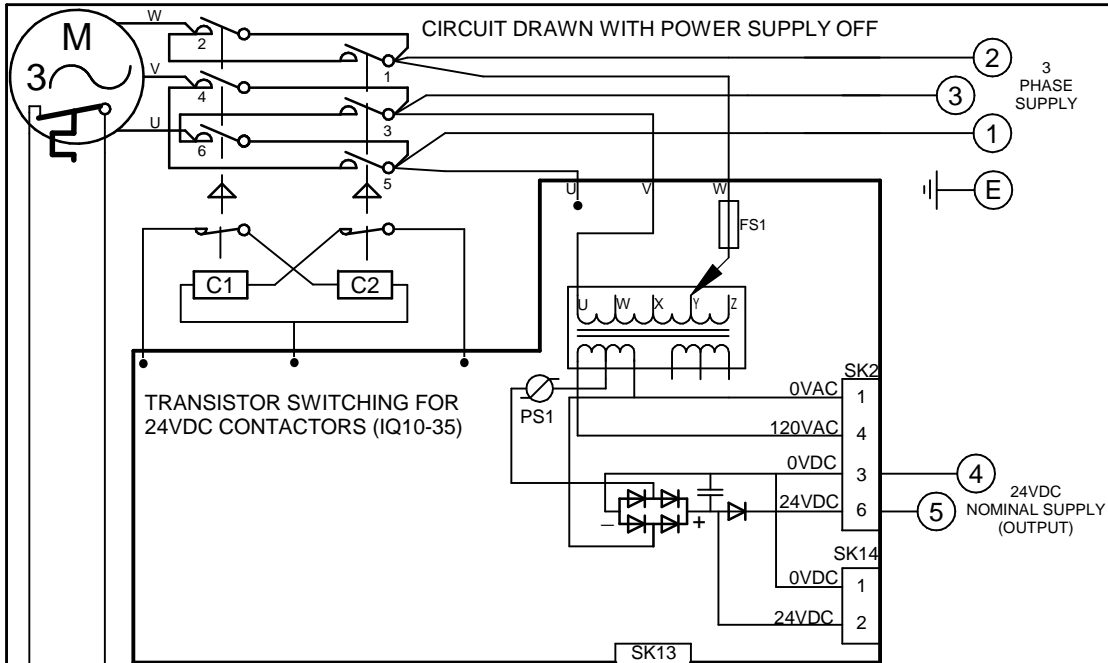 CIRCUIT DRAWN WITH POWER SUPPLY OFF
M
3
W
V
U
2
4
6
1
3
5
2
3
1
E
3
PHASE
SUPPLY
U
V
W
FS1
C1
C2
U
W
X
Y
Z
TRANSISTOR SWITCHING FOR
24VDC CONTACTORS (IQ10-35)
PS1
SK2
0VAC
1
120VAC
4
0VDC
3
24VDC
6
4
5
24VDC
NOMINAL SUPPLY
(OUTPUT)
–
+
SK14
0VDC
1
24VDC
2
SK13